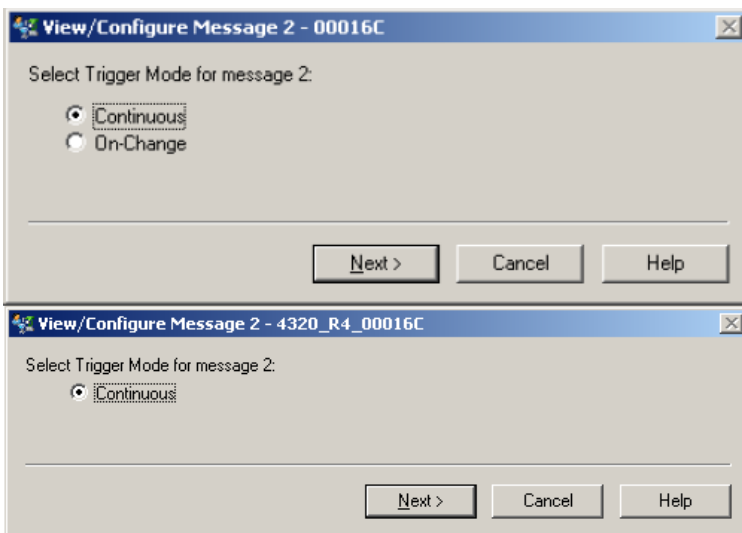 View/Configure Message 2 - 00016C
Select Trigger Mode for message 2:
Continuous
On-Change
Next >
Cancel
Help
View/Configure Message 2 - 4320_R4_00016C
Select Trigger Mode for message 2:
Continuous
Next >
Cancel
Help